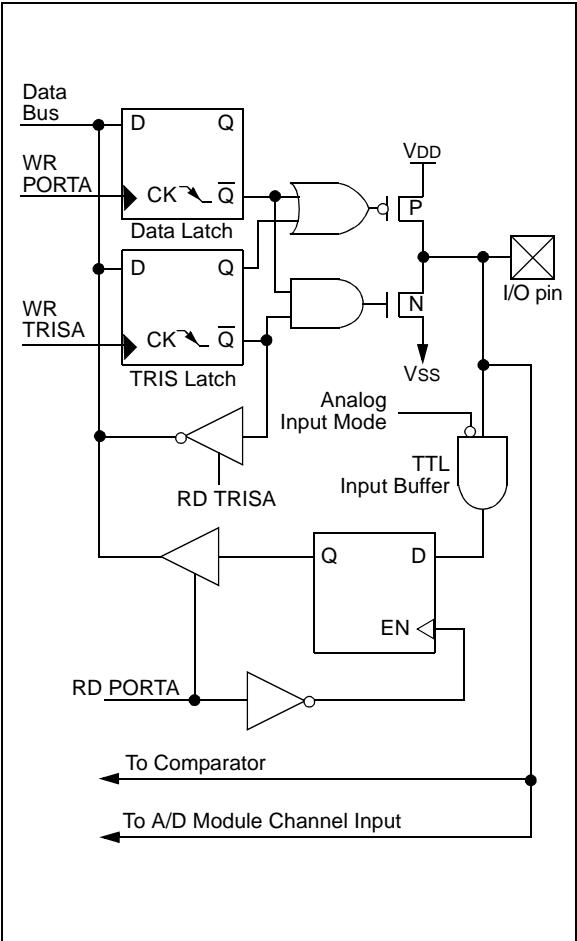 Data
Bus
D Q
VDD
WR
PORTA
CK Q
P
Data Latch
D Q
I/O pin
WR
TRISA
N
CK Q
TRIS Latch
VSS
Analog
Input Mode
TTL
Input Buffer
RD TRISA
Q D
EN
RD PORTA
To Comparator
To A/D Module Channel Input